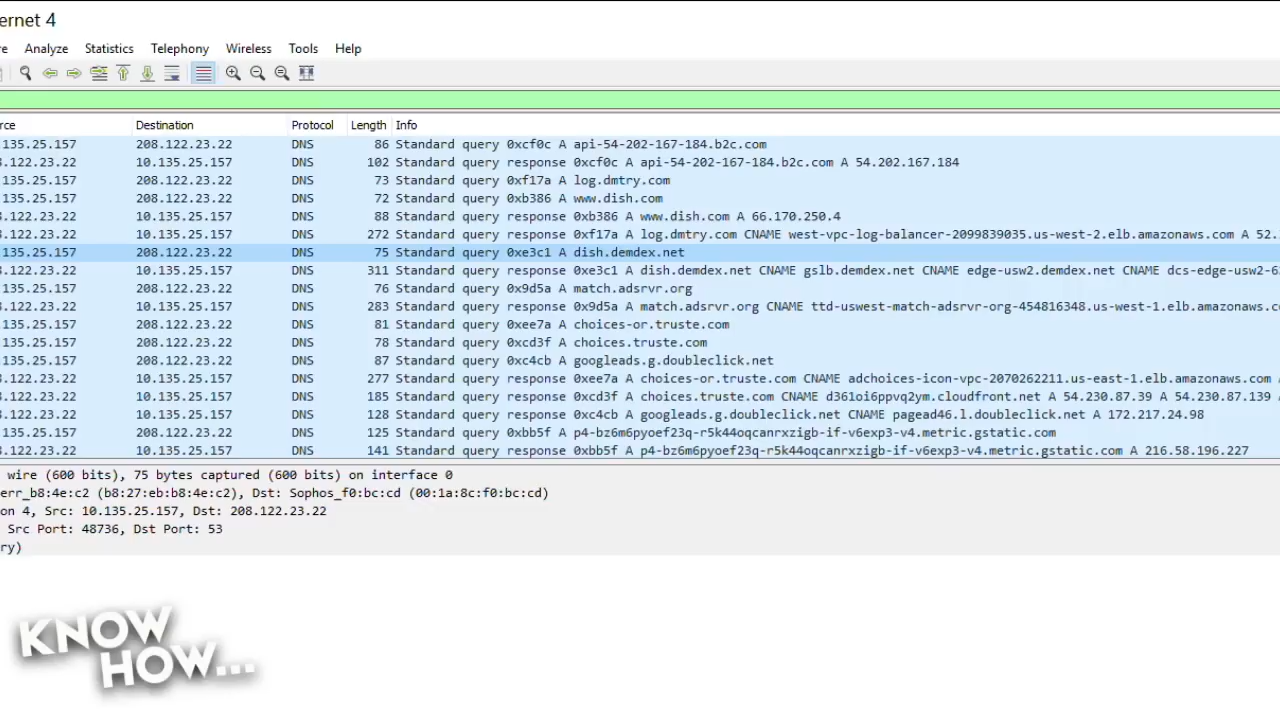 ernet 4
re Analyze Statistics Telephony Wireless Tools Help
rce Destination Protocol Length Info
.135.25.157 208.122.23.22 DNS 86 Standard query 0xcf0c A api-54-202-167-184.b2c.com
8.122.23.22 10.135.25.157 DNS 102 Standard query response 0xcf0c A api-54-202-167-184.b2c.com A 54.202.167.184
.135.25.157 208.122.23.22 DNS 73 Standard query 0xf17a A log.dmtry.com
.135.25.157 208.122.23.22 DNS 72 Standard query 0xb386 A www.dish.com
8.122.23.22 10.135.25.157 DNS 88 Standard query response 0xb386 A www.dish.com A 66.170.250.4
8.122.23.22 10.135.25.157 DNS 272 Standard query response 0xf17a A log.dmtry.com CNAME west-vpc-log-balancer-2099839035.us-west-2.elb.amazonaws.com A 52.
.135.25.157 208.122.23.22 DNS 75 Standard query 0xe3c1 A dish.demdex.net
8.122.23.22 10.135.25.157 DNS 311 Standard query response 0xe3c1 A dish.demdex.net CNAME gslb.demdex.net CNAME edge-usw2.demdex.net CNAME dcs-edge-usw2-6
.135.25.157 208.122.23.22 DNS 76 Standard query 0x9d5a A match.adsrvr.org
8.122.23.22 10.135.25.157 DNS 283 Standard query response 0x9d5a A match.adsrvr.org CNAME ttd-uswest-match-adsrvr-org-454816348.us-west-1.elb.amazonaws.co
.135.25.157 208.122.23.22 DNS 81 Standard query 0xee7a A choices-or.truste.com
.135.25.157 208.122.23.22 DNS 78 Standard query 0xcd3f A choices.truste.com
.135.25.157 208.122.23.22 DNS 87 Standard query 0xc4cb A googleads.g.doubleclick.net
8.122.23.22 10.135.25.157 DNS 277 Standard query response 0xee7a A choices-or.truste.com CNAME adchoices-icon-vpc-2070262211.us-east-1.elb.amazonaws.com
8.122.23.22 10.135.25.157 DNS 185 Standard query response 0xcd3f A choices.truste.com CNAME d361oi6ppvq2ym.cloudfront.net A 54.230.87.39 A 54.230.87.139
8.122.23.22 10.135.25.157 DNS 128 Standard query response 0xc4cb A googleads.g.doubleclick.net CNAME pagead46.l.doubleclick.net A 172.217.24.98
.135.25.157 208.122.23.22 DNS 125 Standard query 0xbb5f A p4-bz6m6pyoef23q-r5k44oqcanrxzigb-if-v6exp3-v4.metric.gstatic.com
8.122.23.22 10.135.25.157 DNS 141 Standard query response 0xbb5f A p4-bz6m6pyoef23q-r5k44oqcanrxzigb-if-v6exp3-v4.metric.gstatic.com A 216.58.196.227
wire (600 bits), 75 bytes captured (600 bits) on interface 0
err_b8:4e:c2 (b8:27:eb:b8:4e:c2), Dst: Sophos_f0:bc:cd (00:1a:8c:f0:bc:cd)
on 4, Src: 10.135.25.157, Dst: 208.122.23.22
Src Port: 48736, Dst Port: 53
ry)
KNOW
HOW...